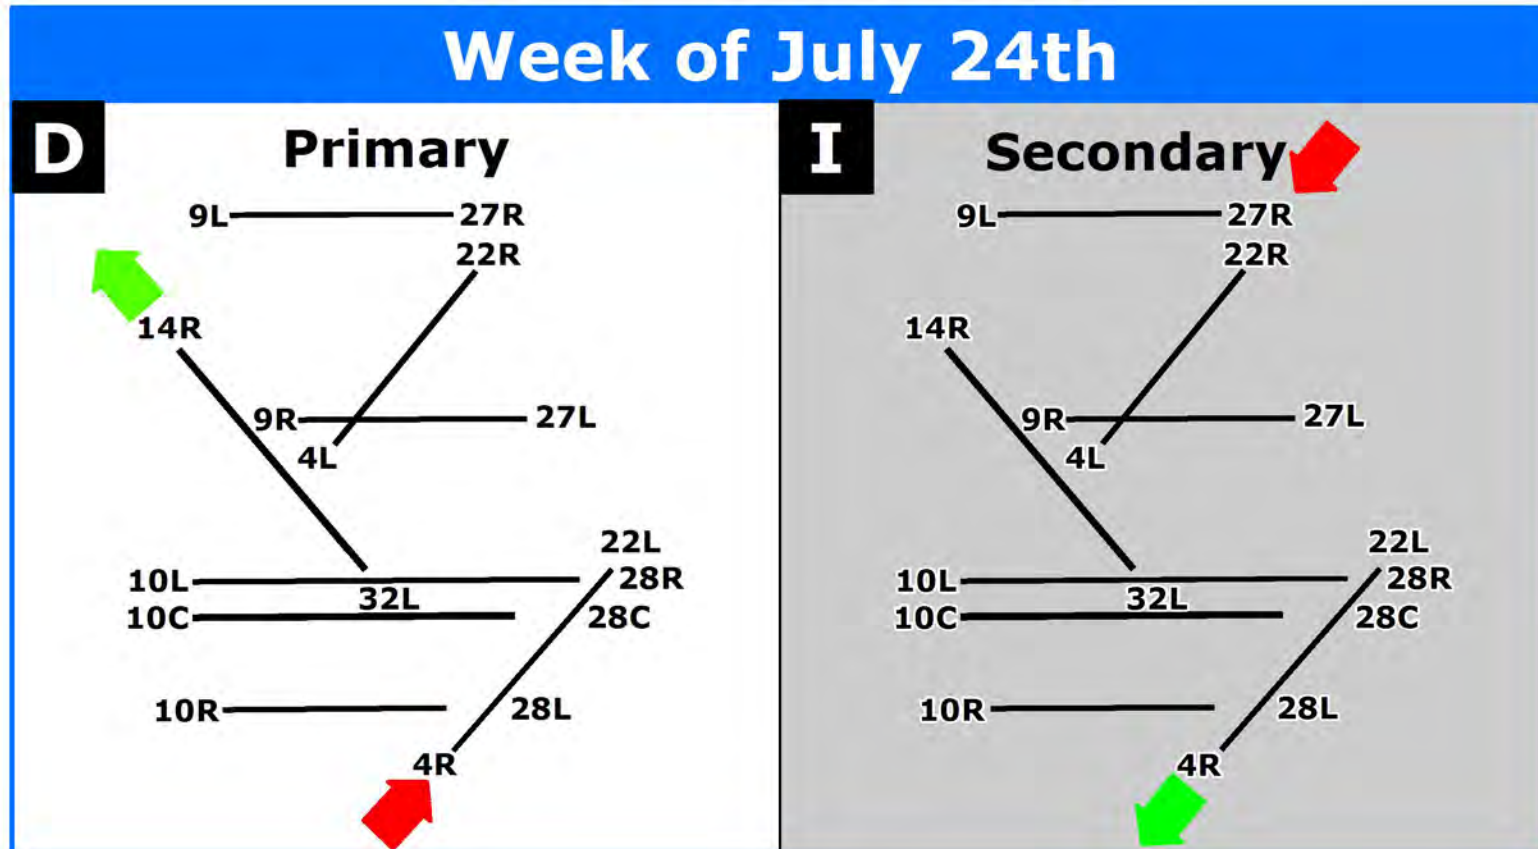 Week of July 24th
D
Primary
9L 27R
22R
14R
9R 27L
4L
22L
10L 28R
32L
10C 28C
10R 28L
4R
I
Secondary
9L 27R
22R
14R
9R 27L
4L
22L
10L 28R
32L
10C 28C
10R 28L
4R